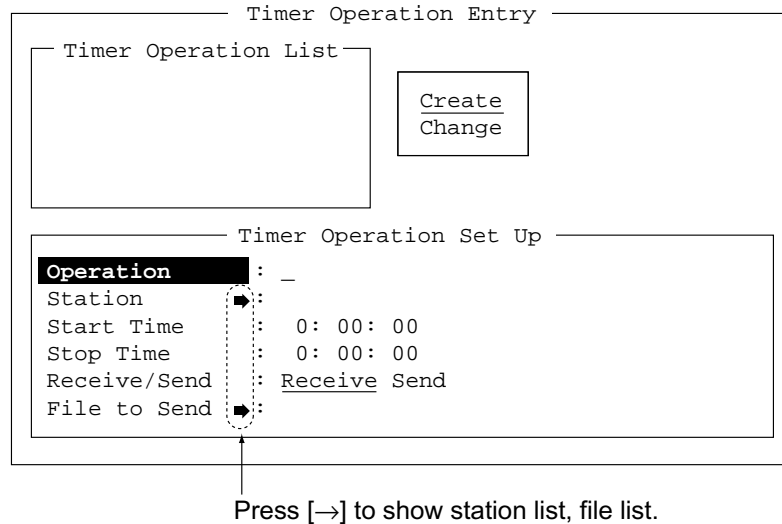 Timer Operation Entry
Timer Operation List
Create
Change
Timer Operation Set Up
Operation : _
Station ➡:
Start Time : 0: 00: 00
Stop Time : 0: 00: 00
Receive/Send : Receive Send
File to Send ➡:
Press [→] to show station list, file list.